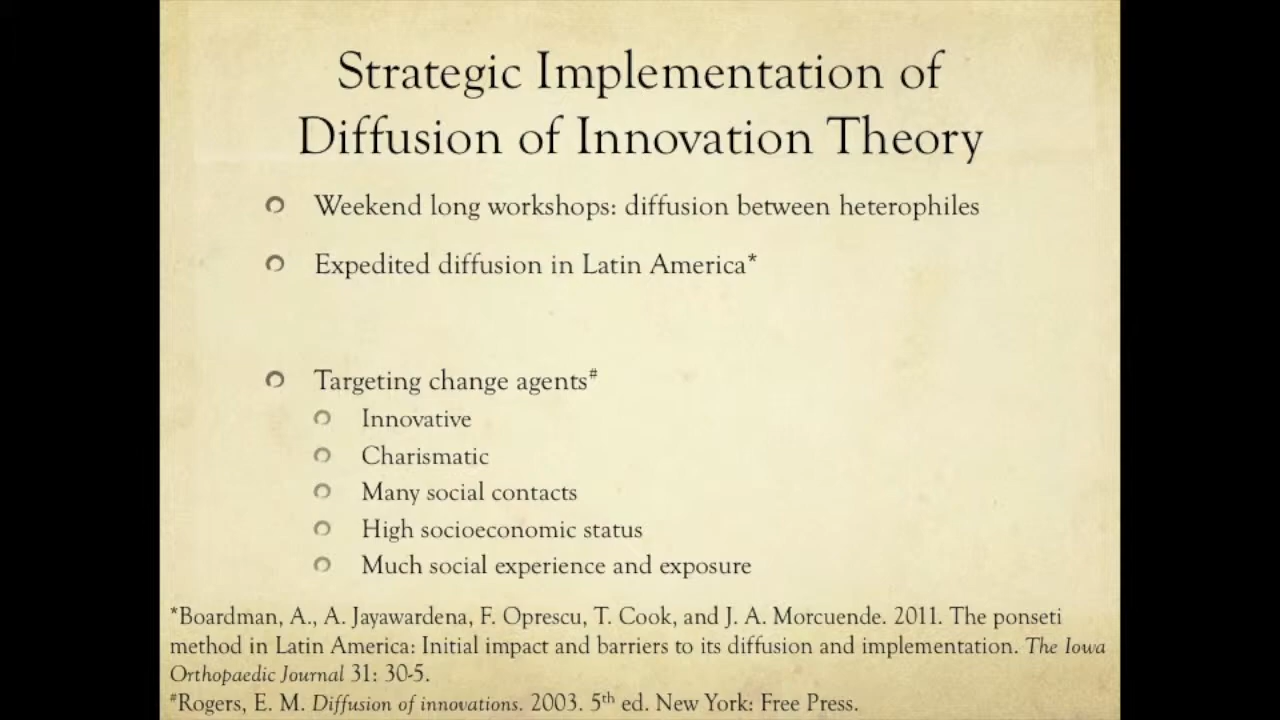 Strategic Implementation of
Diffusion of Innovation Theory
Weekend long workshops: diffusion between heterophiles
Expedited diffusion in Latin America*
Targeting change agents#
Innovative
Charismatic
Many social contacts
High socioeconomic status
Much social experience and exposure
*Boardman, A., A. Jayawardena, F. Oprescu, T. Cook, and J. A. Morcuende. 2011. The ponseti
method in Latin America: Initial impact and barriers to its diffusion and implementation. The Iowa
Orthopaedic Journal 31: 30-5.
#Rogers, E. M. Diffusion of innovations. 2003. 5th ed. New York: Free Press.